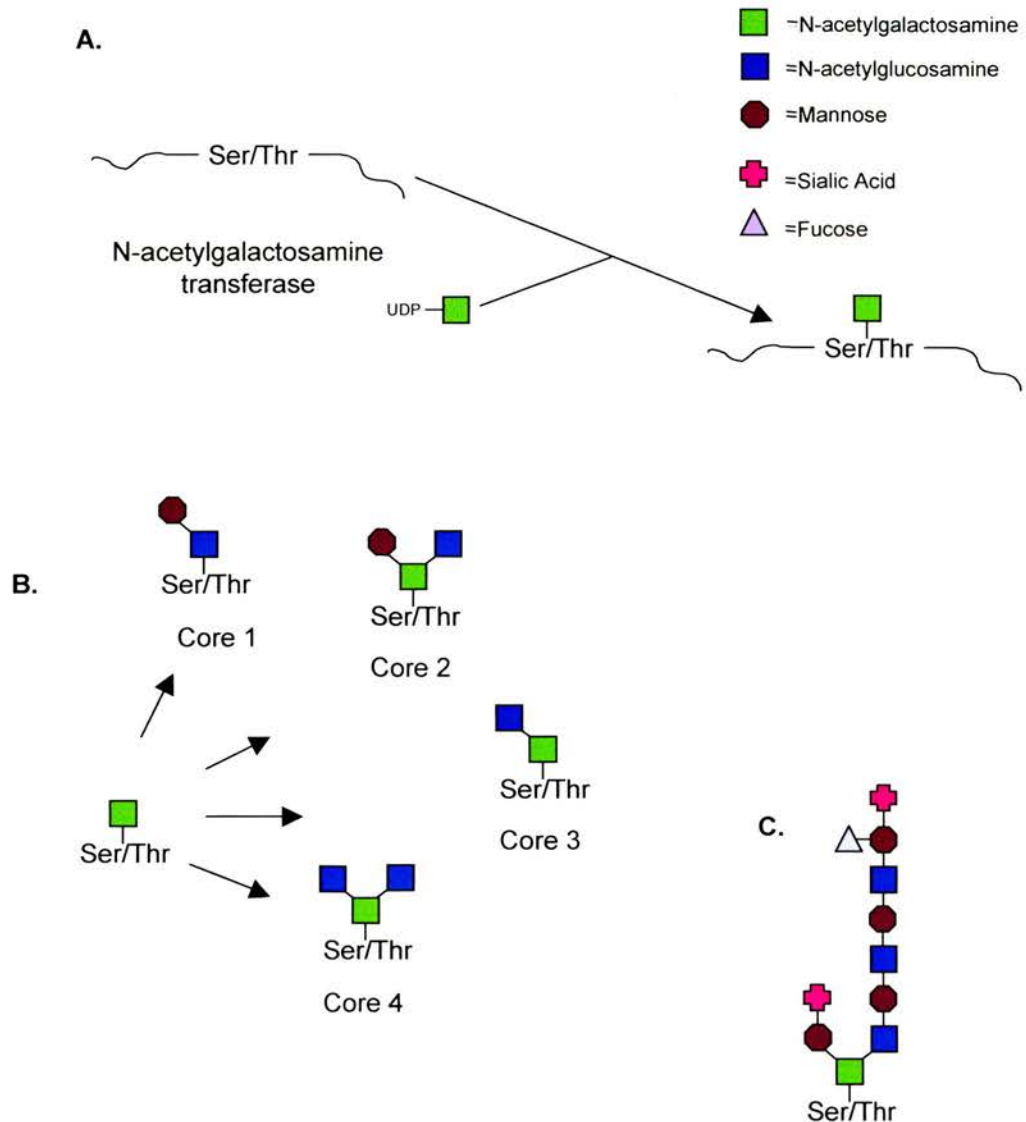 A.
~N-acetylgalactosamine
=N-acetylglucosamine
=Mannose
=Sialic Acid
=Fucose
Ser/Thr
N-acetylgalactosamine
transferase
UDP
Ser/Thr
B.
Ser/Thr
Core 1
Ser/Thr
Core 2
Ser/Thr
Core 3
Ser/Thr
Ser/Thr
Core 4
C.
Ser/Thr